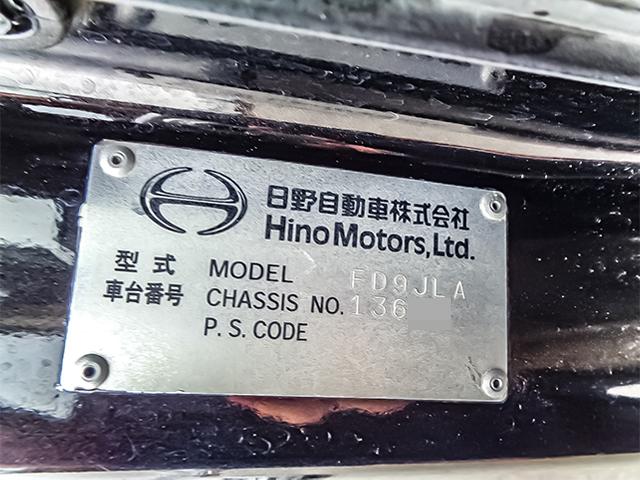 日野自動車株式会社
Hino Motors, Ltd.
型式 MODEL FD9JLA
車台番号 CHASSIS NO. 136
P. S. CODE